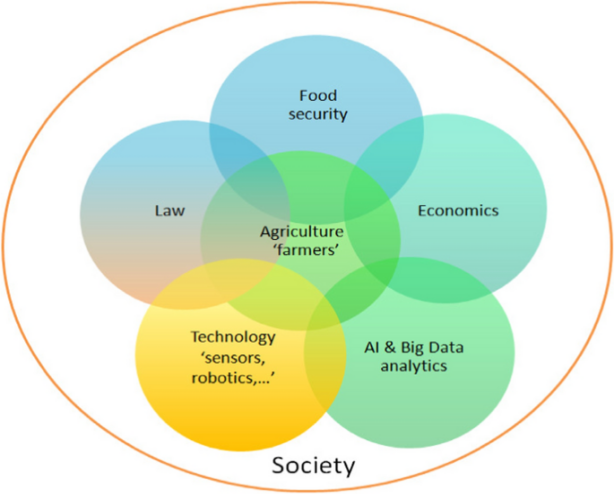 Food
security
Law
Economics
Agriculture
‘farmers’
Technology
‘sensors,
robotics,...’
AI & Big Data
analytics
Society